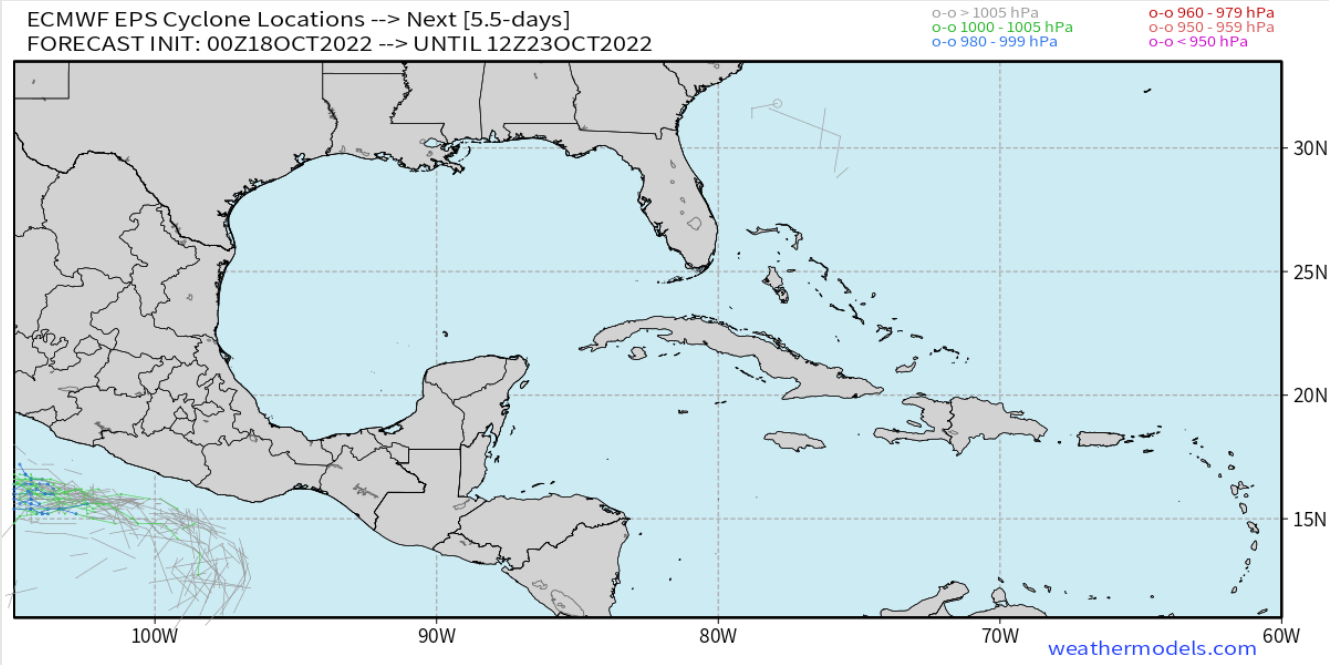 ECMWF EPS Cyclone Locations --> Next [5.5-days]
FORECAST INIT: 00Z18OCT2022 --> UNTIL 12Z23OCT2022
o-o > 1005 hPa
o-o 1000 - 1005 hPa
o-o 980 - 999 hPa
o-o 960 - 979 hPa
o-o 950 - 959 hPa
o-o < 950 hPa
30N
25N
20N
15N
100W
90W
80W
70W
60W
weathermodels.com